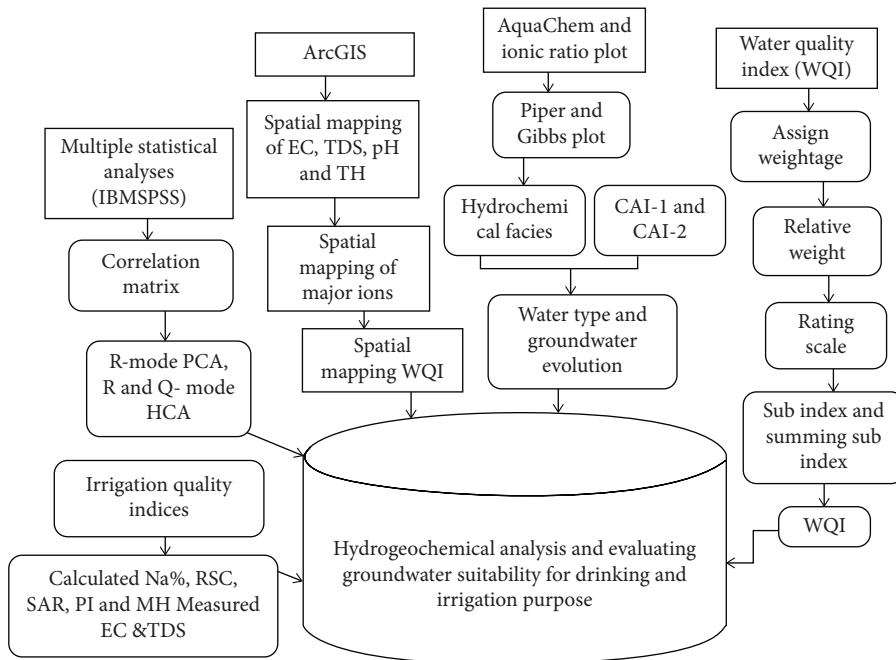 ArcGIS
Spatial mapping
of EC, TDS, pH
and TH
Spatial
mapping of
major ions
Spatial
mapping WQI
AquaChem and
ionic ratio plot
Piper and
Gibbs plot
Hydrochemi
cal facies
CAI-1 and
CAI-2
Water type and
groundwater
evolution
Water quality
index (WQI)
Assign
weightage
Relative
weight
Rating
scale
Sub index and
summing sub
index
WQI
Multiple statistical
analyses
(IBMSPSS)
Correlation
matrix
R-mode PCA,
R and Q- mode
HCA
Irrigation quality
indices
Calculated Na%, RSC,
SAR, PI and MH Measured
EC &TDS
Hydrogeochemical analysis and evaluating
groundwater suitability for drinking and
irrigation purpose